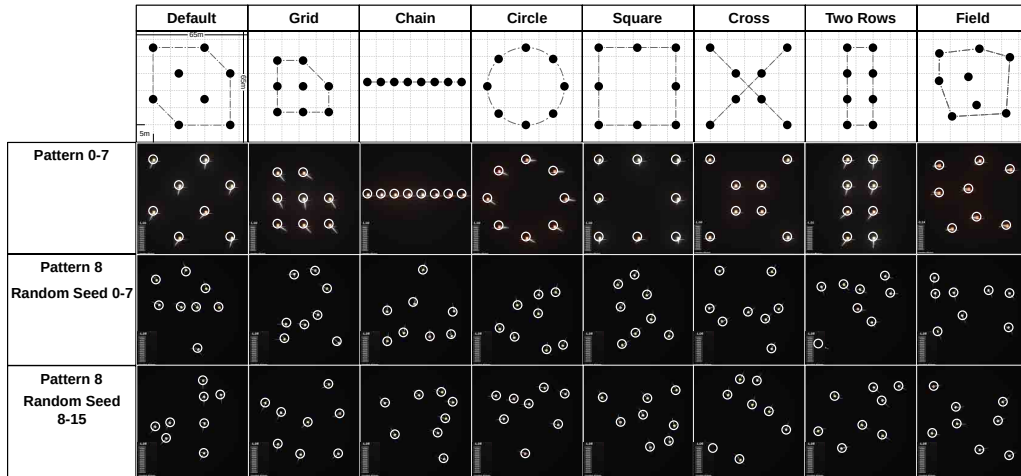 Default Grid Chain Circle Square Cross Two Rows Field
65m
65m
5m
Pattern 0-7
Pattern 8
Random Seed 0-7
Pattern 8
Random Seed
8-15